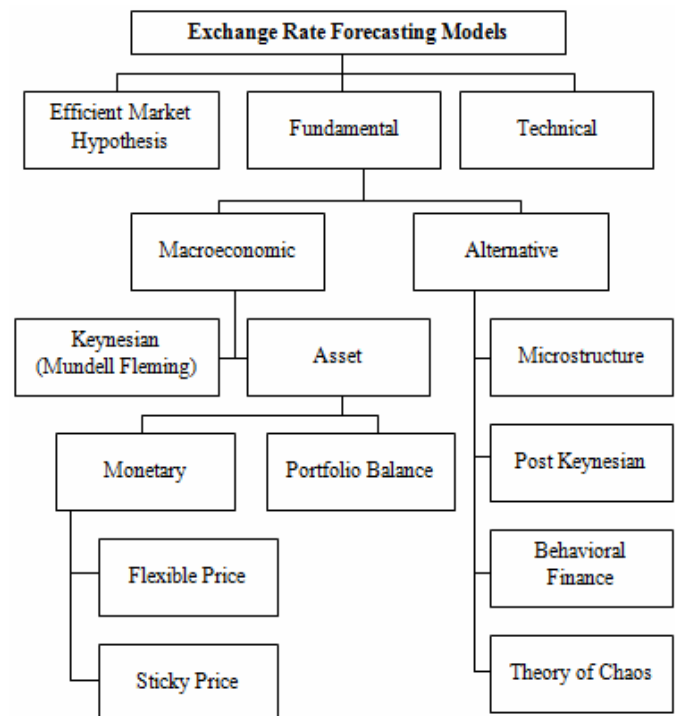 Exchange Rate Forecasting Models
Efficient Market
Hypothesis
Fundamental
Technical
Macroeconomic
Alternative
Keynesian
(Mundell Fleming)
Asset
Microstructure
Monetary
Portfolio Balance
Post Keynesian
Flexible Price
Behavioral
Finance
Sticky Price
Theory of Chaos